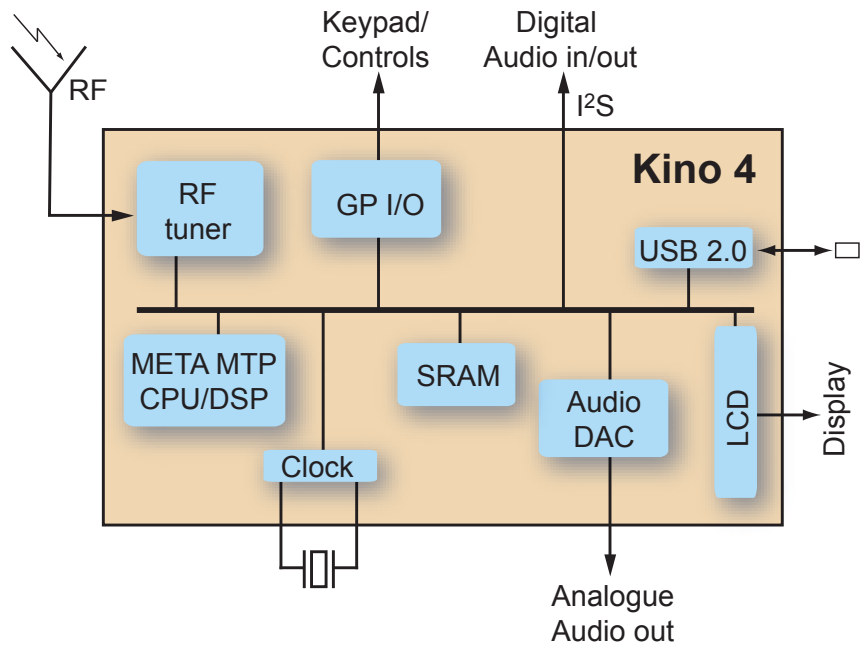 Keypad/
Controls
Digital
Audio in/out
I²S
RF
Kino 4
RF
tuner
GP I/O
USB 2.0
META MTP
CPU/DSP
SRAM
Audio
DAC
LCD
Display
Clock
Analogue
Audio out